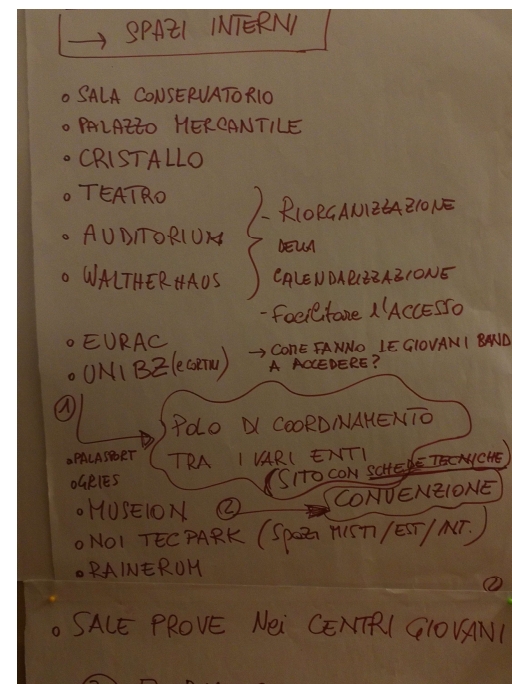 → SPAZI INTERNI
• SALA CONSERVATORIO
• PALAZZO MERCANTILE
• CRISTALLO
• TEATRO
• AUDITORIUM
• WALTHERHAUS
- RIORGANIZZAZIONE
DELLA
CALENDARIZZAZIONE
- FaciliTare l'ACCESSO
• EURAC
→ COME FANNO LE GIOVANI BAND
A ACCEDERE?
• UNIBZ (e CORTILI)
①
POLO DI COORDINAMENTO
TRA I VARI ENTI
(SITO CON SCHEDE TECNICHE)
• PALASPORT
• GRIES
② → CONVENZIONE
• MUSEION
• NOI TECPARK (SPAZI MISTI/EST/INT.)
• RAINERUM
②
• SALE PROVE Nei CENTRI GIOVANI